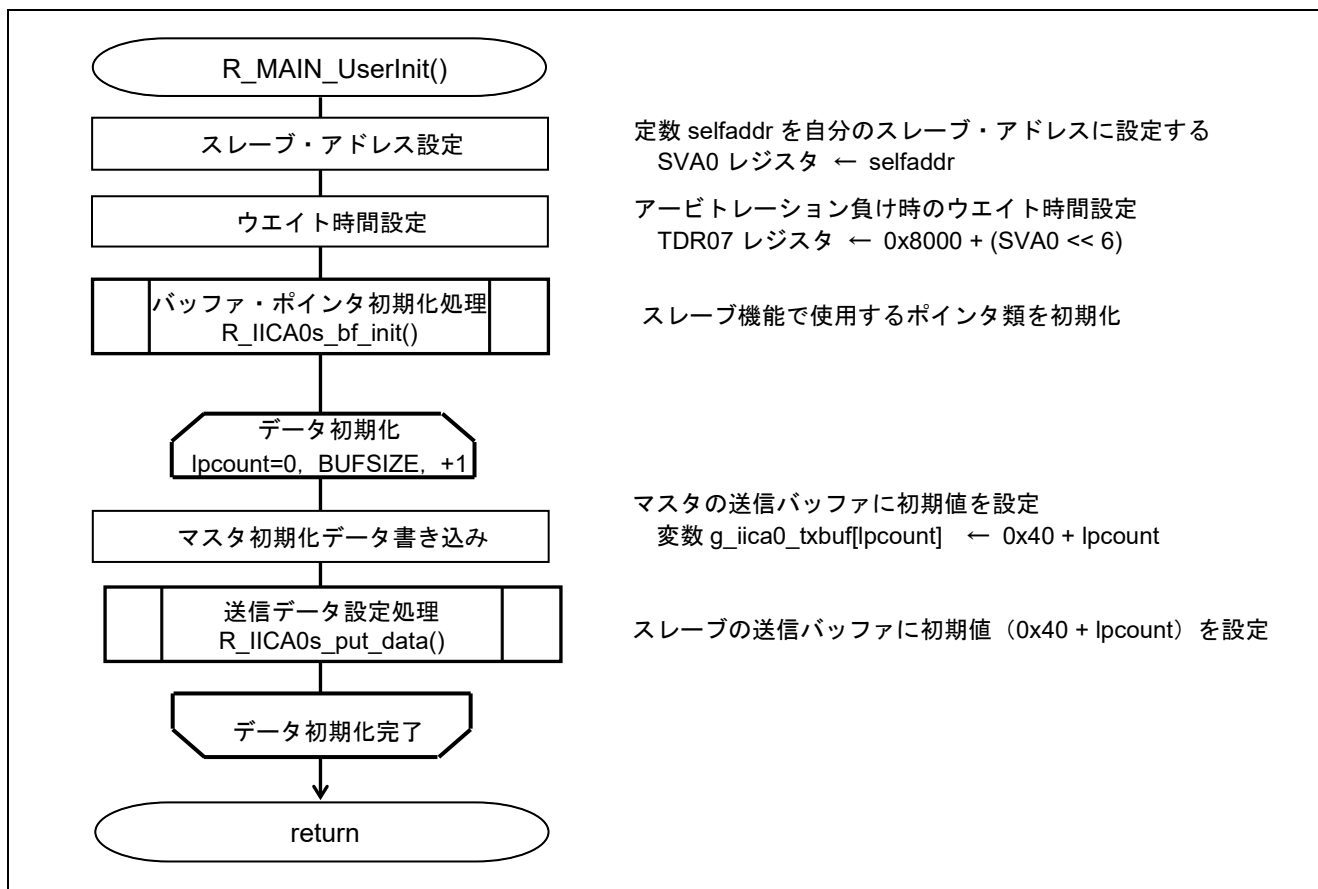 R_MAIN_UserInit()
スレーブ・アドレス設定
定数 selfaddr を自分のスレーブ・アドレスに設定する
SVA0 レジスタ ← selfaddr
ウエイト時間設定
アービトレーション負け時のウエイト時間設定
TDR07 レジスタ ← 0x8000 + (SVA0 << 6)
バッファ・ポインタ初期化処理
R_IICA0s_bf_init()
スレーブ機能で使用するポインタ類を初期化
データ初期化
lpcount=0, BUFSIZE, +1
マスタ初期化データ書き込み
マスタの送信バッファに初期値を設定
変数 g_iica0_txbuf[lpcount] ← 0x40 + lpcount
送信データ設定処理
R_IICA0s_put_data()
スレーブの送信バッファに初期値（0x40 + lpcount）を設定
データ初期化完了
return